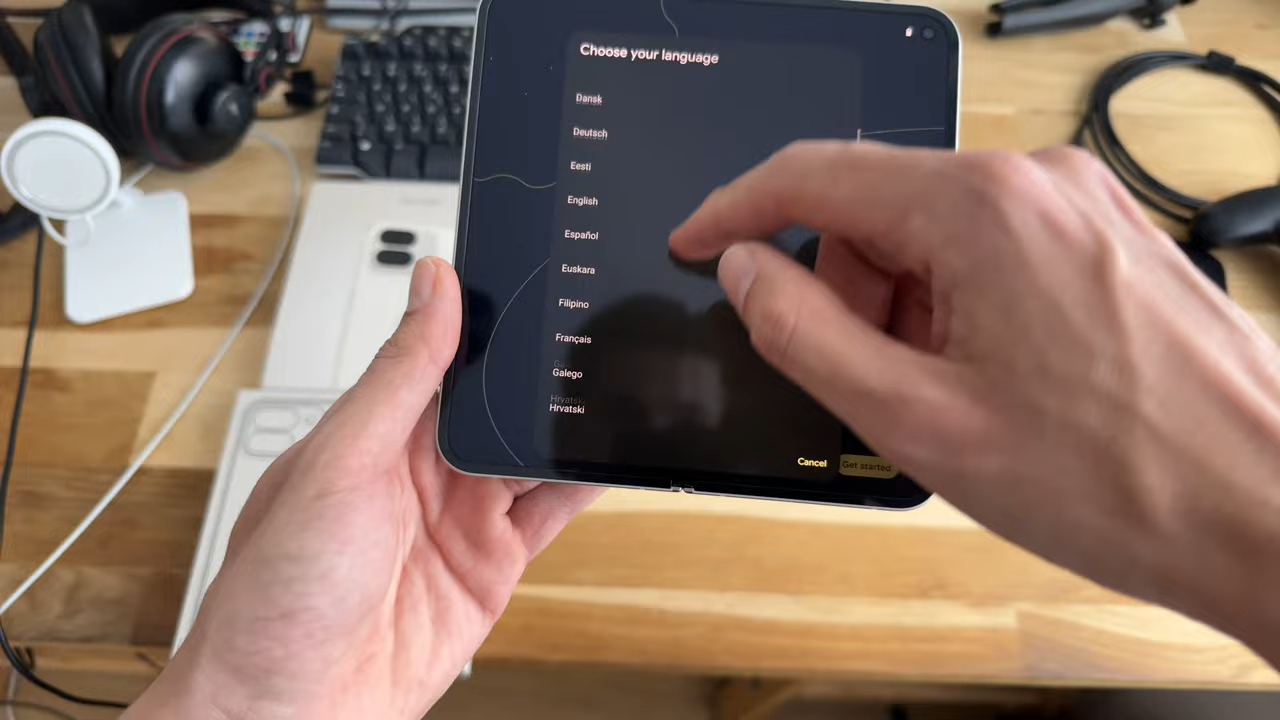 Choose your language
Dansk
Deutsch
Eesti
English
Español
Euskara
Filipino
Français
Galego
Hrvatski
Cancel
Get started